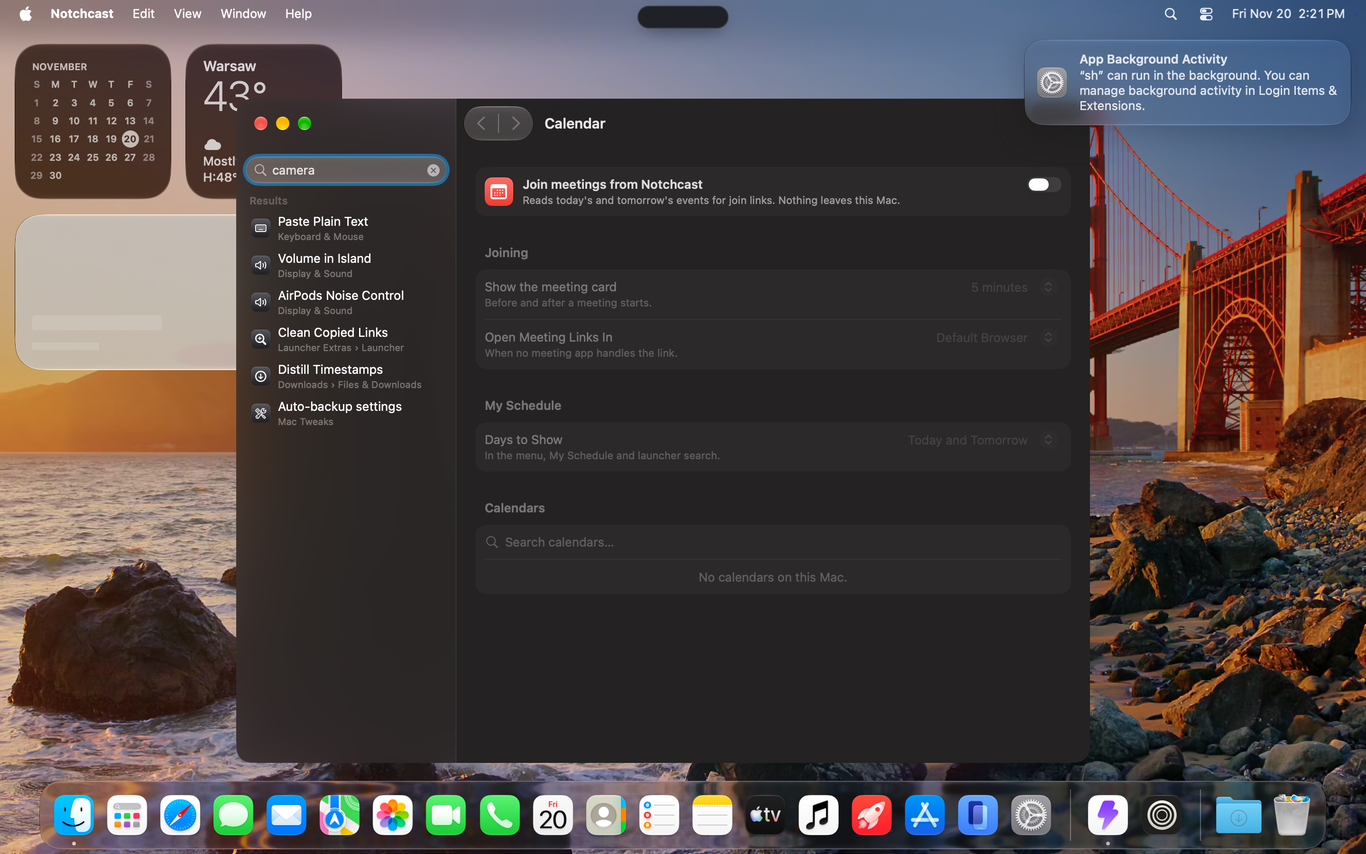 Notchcast Edit View Window Help
Fri Nov 20 2:21 PM
NOVEMBER
S M T W T F S
1 2 3 4 5 6 7
8 9 10 11 12 13 14
15 16 17 18 19 20 21
22 23 24 25 26 27 28
29 30
Warsaw
43°
App Background Activity
“sh” can run in the background. You can
manage background activity in Login Items &
Extensions.
camera
Results
Paste Plain Text
Keyboard & Mouse
Volume in Island
Display & Sound
AirPods Noise Control
Display & Sound
Clean Copied Links
Launcher Extras › Launcher
Distill Timestamps
Downloads › Files & Downloads
Auto-backup settings
Mac Tweaks
Calendar
Join meetings from Notchcast
Reads today's and tomorrow's events for join links. Nothing leaves this Mac.
Joining
Show the meeting card
5 minutes
Before and after a meeting starts.
Open Meeting Links In
Default Browser
When no meeting app handles the link.
My Schedule
Days to Show
Today and Tomorrow
In the menu, My Schedule and launcher search.
Calendars
Search calendars...
No calendars on this Mac.
Fri
20
tv